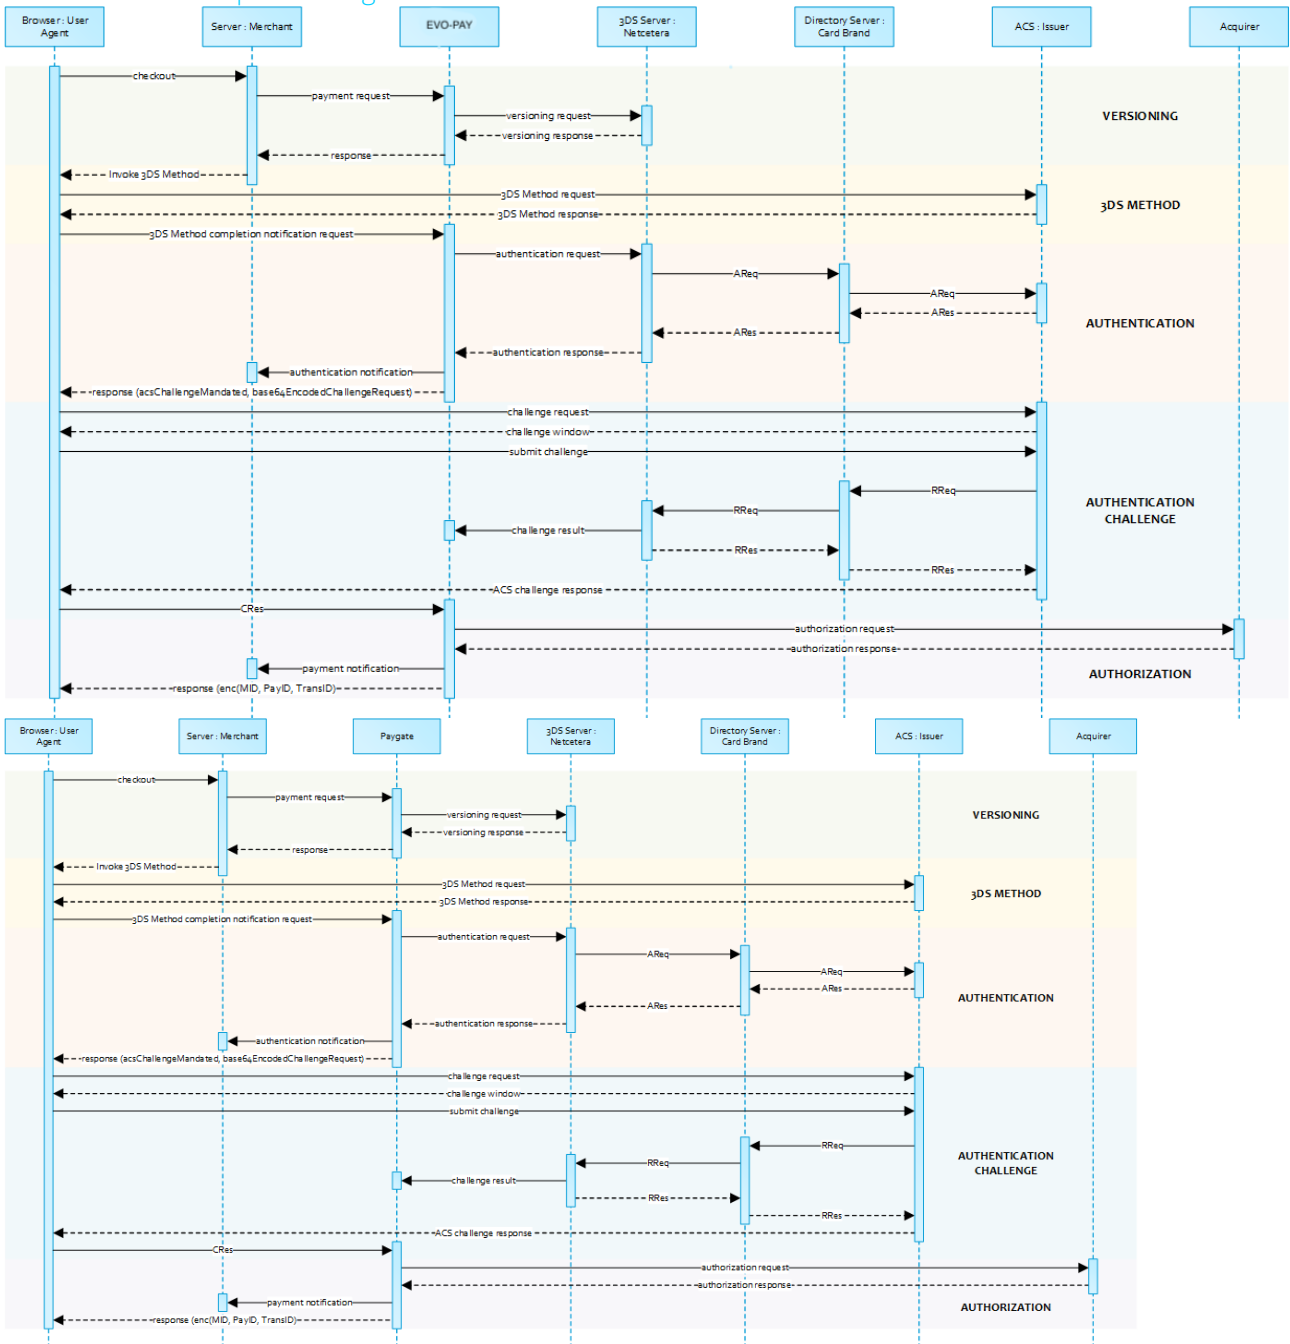 Browser : User
Agent
Server : Merchant
EVO-PAY
3DS Server :
Netcetera
Directory Server :
Card Brand
ACS : Issuer
Acquirer
checkout
payment request
versioning request
VERSIONING
versioning response
response
Invoke 3DS Method
3DS Method request
3DS METHOD
3DS Method response
3DS Method completion notification request
authentication request
AReq
AReq
ARes
AUTHENTICATION
ARes
authentication response
authentication notification
response (acsChallengeMandated, base64EncodedChallengeRequest)
challenge request
challenge window
submit challenge
RReq
AUTHENTICATION
CHALLENGE
RReq
challenge result
RRes
RRes
ACS challenge response
CRes
authorization request
authorization response
payment notification
AUTHORIZATION
response (enc(MID, PayID, TransID)
Browser : User
Agent
Server : Merchant
Paygate
3DS Server :
Netcetera
Directory Server :
Card Brand
ACS : Issuer
Acquirer
checkout
payment request
versioning request
VERSIONING
versioning response
response
Invoke 3DS Method
3DS Method request
3DS METHOD
3DS Method response
3DS Method completion notification request
authentication request
AReq
AReq
ARes
AUTHENTICATION
ARes
authentication response
authentication notification
response (acsChallengeMandated, base64EncodedChallengeRequest)
challenge request
challenge window
submit challenge
RReq
AUTHENTICATION
CHALLENGE
RReq
challenge result
RRes
RRes
ACS challenge response
CRes
authorization request
authorization response
payment notification
AUTHORIZATION
response (enc(MID, PayID, TransID)